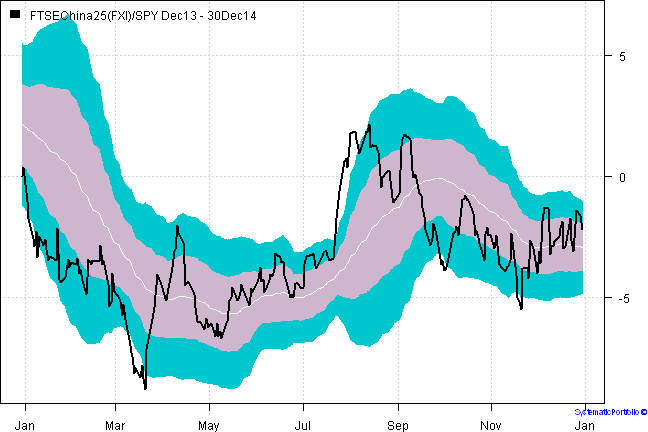 FTSEChina25(FXI)/SPY Dec13 - 30Dec14
5
0
-5
Jan Mar May Jul Sep Nov Jan
SystematicPortfolio ©